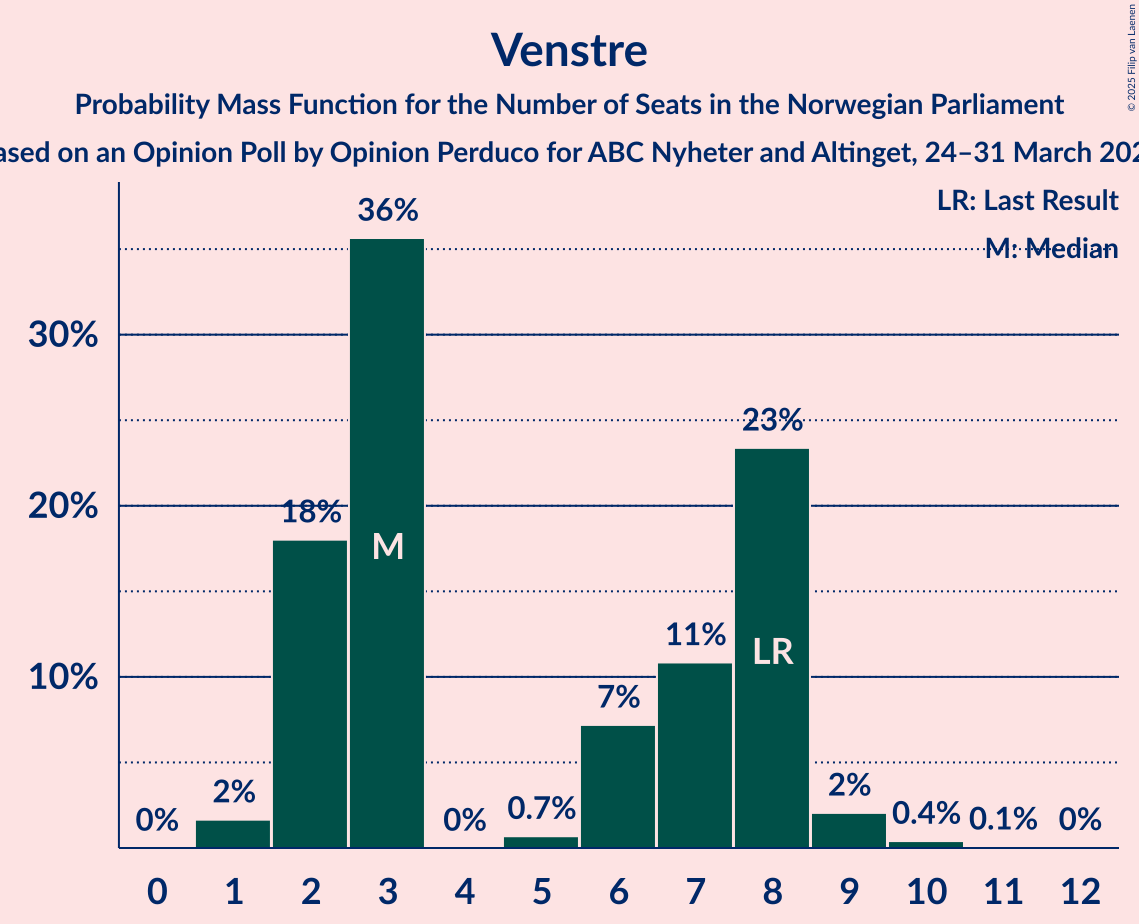 Venstre
Probability Mass Function for the Number of Seats in the Norwegian Parliament
on an Opinion Poll by Opinion Perduco for ABC Nyheter and Altinget, 24–31 March
© 2025 Filip van Laenen
LR: Last Result
M: Median
36%
30%
23%
20%
18%
M
11%
LR
10%
7%
2%
2%
0%
0%
0.7%
0.4%
0.1%
0%
0 1 2 3 4 5 6 7 8 9 10 11 12